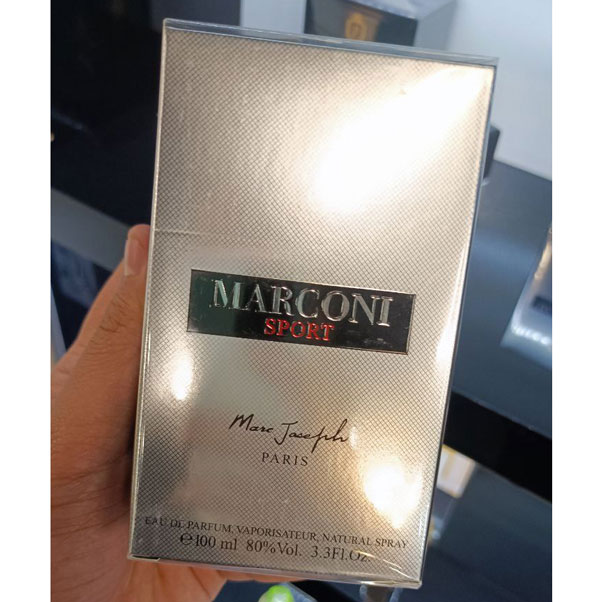 MARCONI
SPORT
Marc Joseph
PARIS
EAU DE PARFUM, VAPORISATEUR, NATURAL SPRAY
℮100 ml 80%Vol. 3.3Fl.Oz.